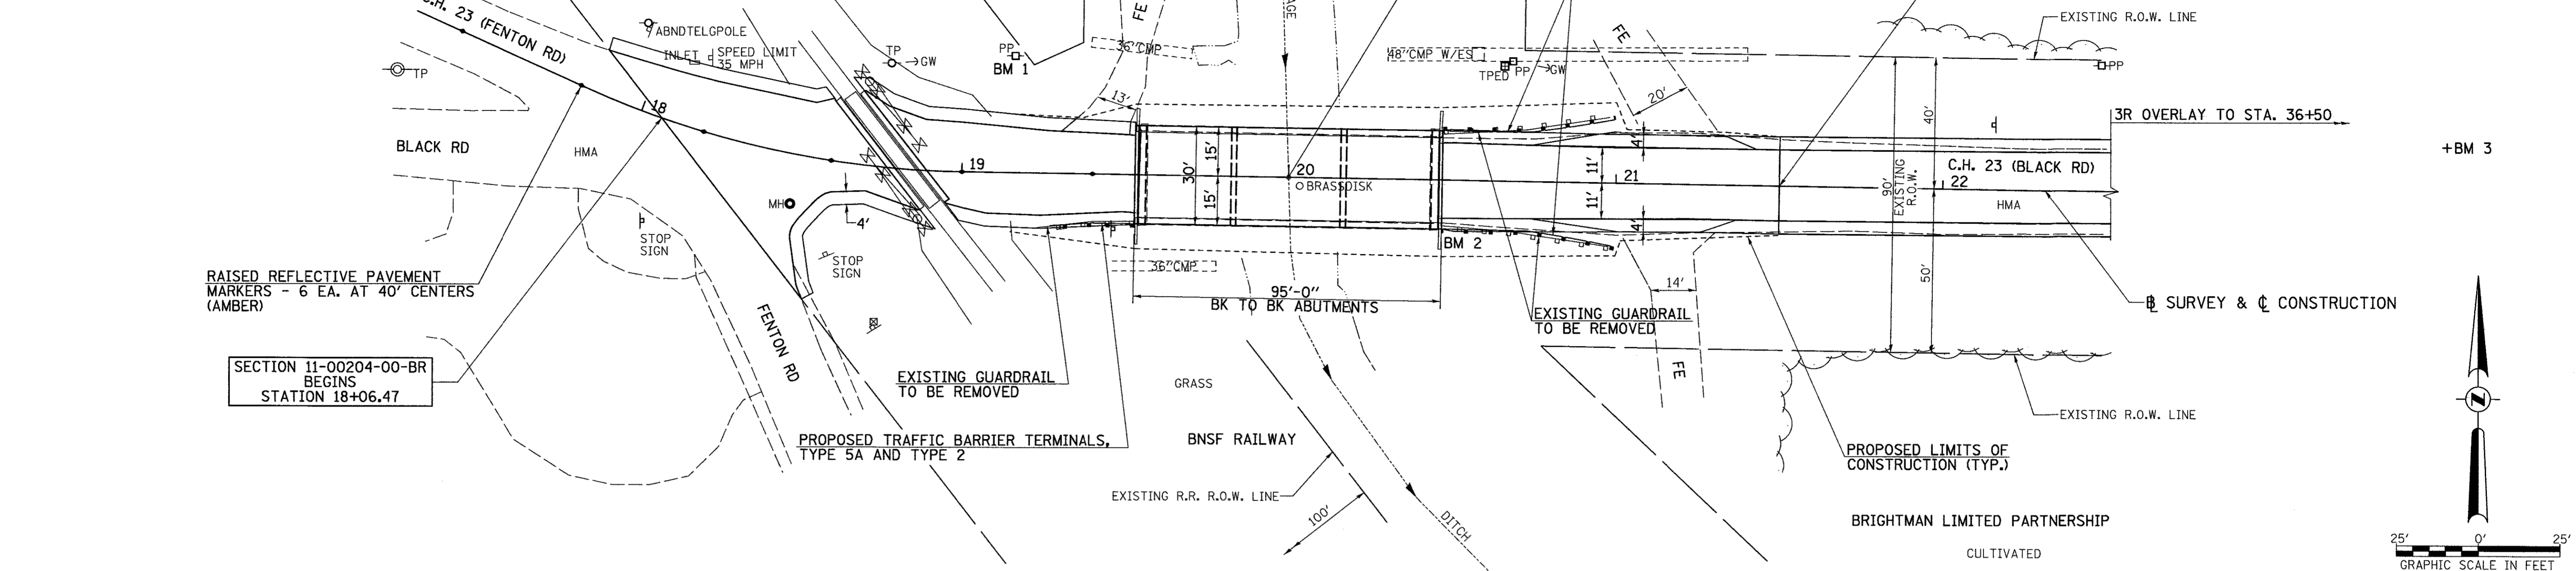 C.H. 23 (FENTON RD)
ABNDTELGPOLE
INLET
SPEED LIMIT
35 MPH
TP
TP
→GW
PP
BM 1
FE
36"CMP
48"CMP W/ES
TPED
PP
→GW
FE
EXISTING R.O.W. LINE
PP
13'
20'
40'
3R OVERLAY TO STA. 36+50
+BM 3
18
BLACK RD
HMA
19
30'
15'
15'
20
BRASSDISK
11'
11'
4'
4'
21
90'
EXISTING
R.O.W.
C.H. 23 (BLACK RD)
22
HMA
MH
4'
STOP
SIGN
STOP
SIGN
BM 2
36"CMP
14'
50'
RAISED REFLECTIVE PAVEMENT
MARKERS - 6 EA. AT 40' CENTERS
(AMBER)
95'-0"
BK TO BK ABUTMENTS
EXISTING GUARDRAIL
TO BE REMOVED
℄ SURVEY & ℄ CONSTRUCTION
FENTON RD
SECTION 11-00204-00-BR
BEGINS
STATION 18+06.47
EXISTING GUARDRAIL
TO BE REMOVED
GRASS
FE
EXISTING R.O.W. LINE
PROPOSED TRAFFIC BARRIER TERMINALS,
TYPE 5A AND TYPE 2
BNSF RAILWAY
PROPOSED LIMITS OF
CONSTRUCTION (TYP.)
EXISTING R.R. R.O.W. LINE
100'
DITCH
BRIGHTMAN LIMITED PARTNERSHIP
CULTIVATED
Z
25' 0' 25'
GRAPHIC SCALE IN FEET